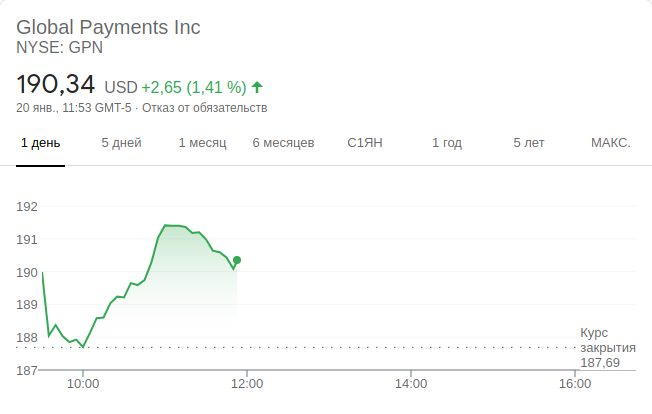 Global Payments Inc
NYSE: GPN
190,34 USD +2,65 (1,41 %)
20 янв., 11:53 GMT-5 · Отказ от обязательств
1 день 5 дней 1 месяц 6 месяцев С1ЯН 1 год 5 лет МАКС.
192
191
190
189
188
187
Курс
закрытия
187,69
10:00 12:00 14:00 16:00